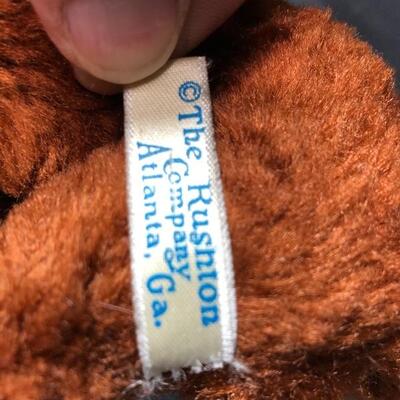 ©The Rushton
Company
Atlanta, Ga.